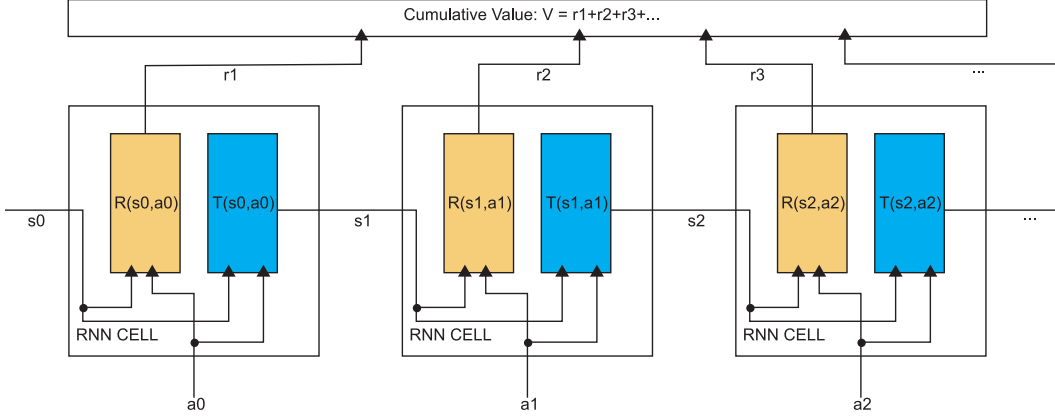 Cumulative Value: V = r1+r2+r3+...
r1
r2
r3
...
R(s0,a0)
T(s0,a0)
R(s1,a1)
T(s1,a1)
R(s2,a2)
T(s2,a2)
s0
s1
s2
...
RNN CELL
RNN CELL
RNN CELL
a0
a1
a2